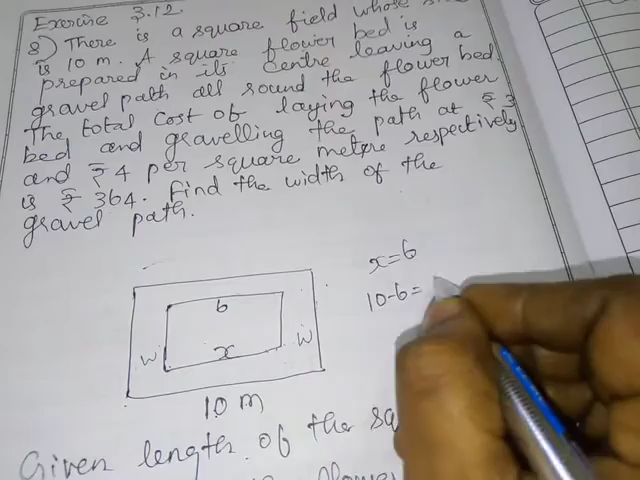 Exercise 3.12.
8) There is a square field whose
is 10 m. A square flower bed is
prepared in its centre leaving a
gravel path all round the flower bed.
The total cost of laying the flower
bed and gravelling the path at ₹ 3
and ₹ 4 per square metre respectively
is ₹ 364. Find the width of the
gravel path.
x=6
10-6=
6
W
x
W
10 m
Given length of the sq